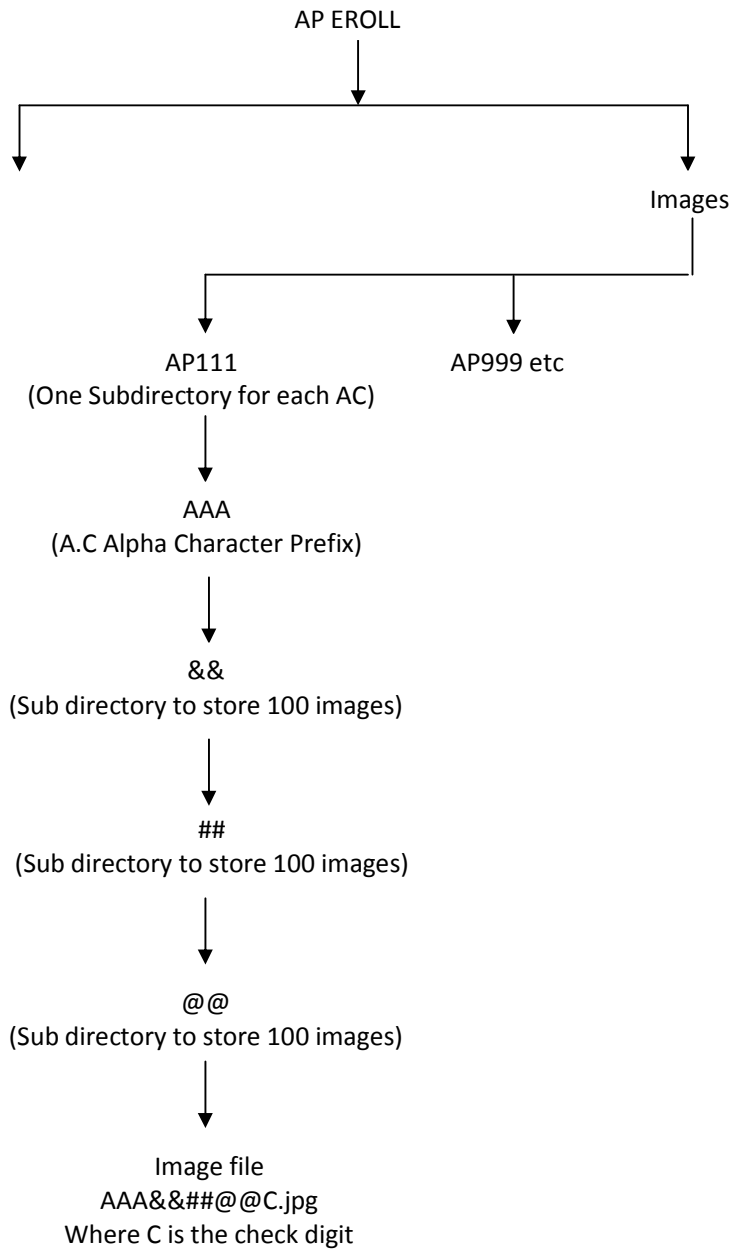 AP EROLL
Images
AP111
(One Subdirectory for each AC)
AP999 etc
AAA
(A.C Alpha Character Prefix)
&&
(Sub directory to store 100 images)
##
(Sub directory to store 100 images)
@@
(Sub directory to store 100 images)
Image file
AAA&&##@@C.jpg
Where C is the check digit